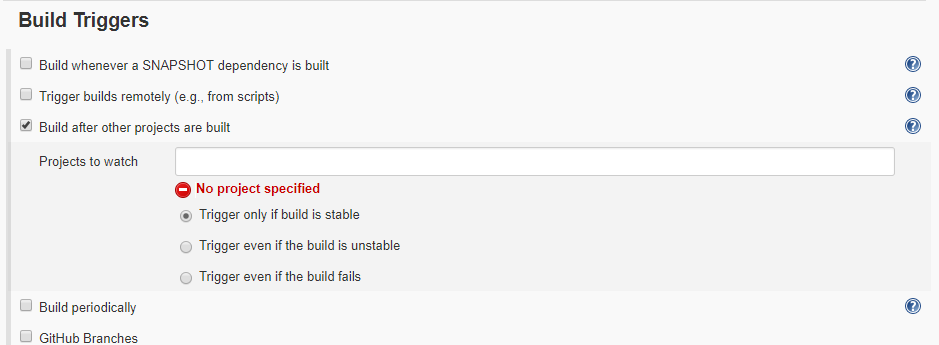 Build Triggers
Build whenever a SNAPSHOT dependency is built
Trigger builds remotely (e.g., from scripts)
Build after other projects are built
Projects to watch
No project specified
Trigger only if build is stable
Trigger even if the build is unstable
Trigger even if the build fails
Build periodically
GitHub Branches